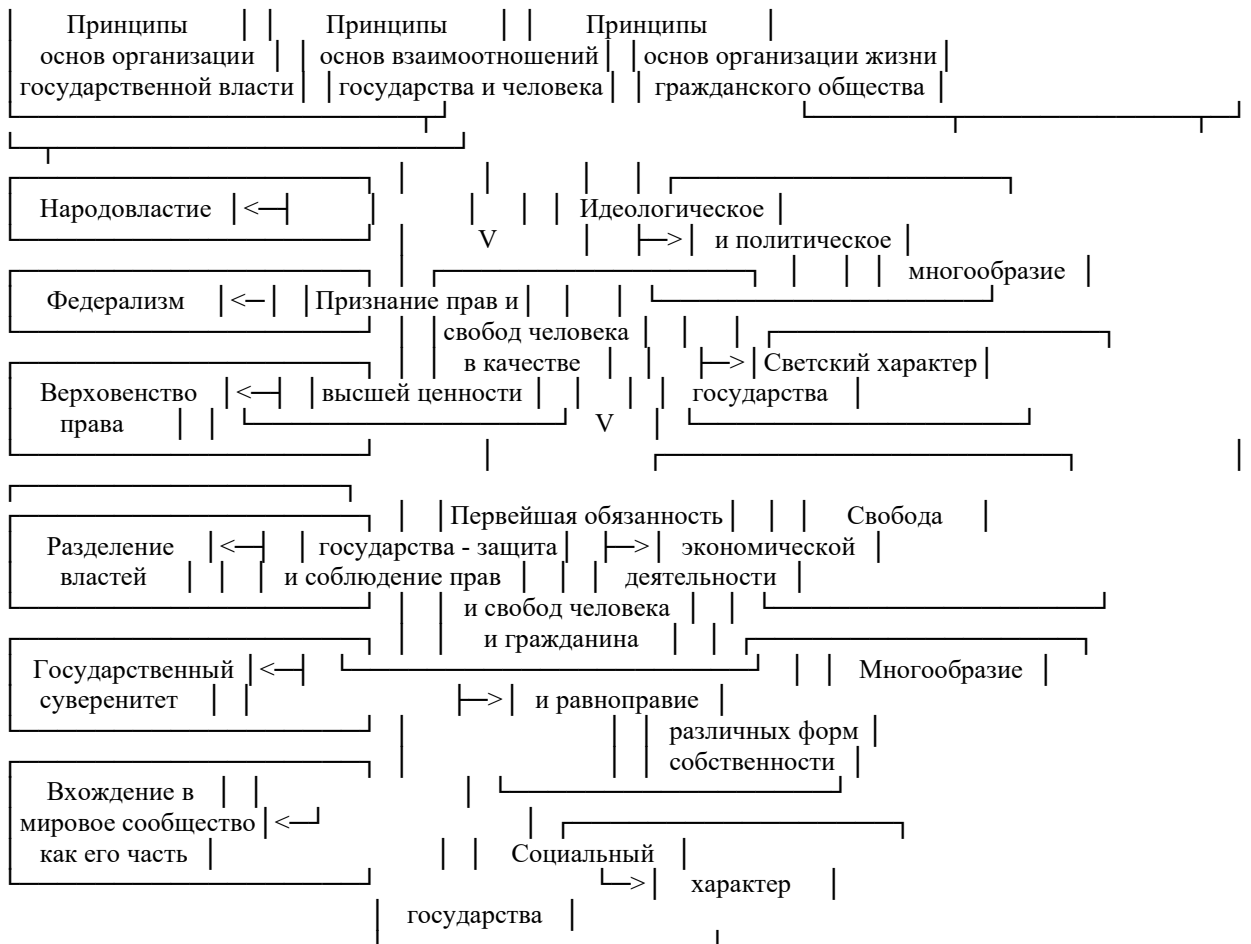 Принципы Принципы Принципы
основ организации основ взаимоотношений основ организации жизни
государственной власти государства и человека гражданского общества
Народовластие <─ Идеологическое
V ─> и политическое
многообразие
Федерализм <─ Признание прав и
свобод человека
в качестве ─> Светский характер
Верховенство <─ высшей ценности государства
права V
Первейшая обязанность Свобода
Разделение <─ государства - защита ─> экономической
властей и соблюдение прав деятельности
и свобод человека
и гражданина
Государственный <─ Многообразие
суверенитет ─> и равноправие
различных форм
собственности
Вхождение в
мировое сообщество <─
как его часть Социальный
─> характер
государства